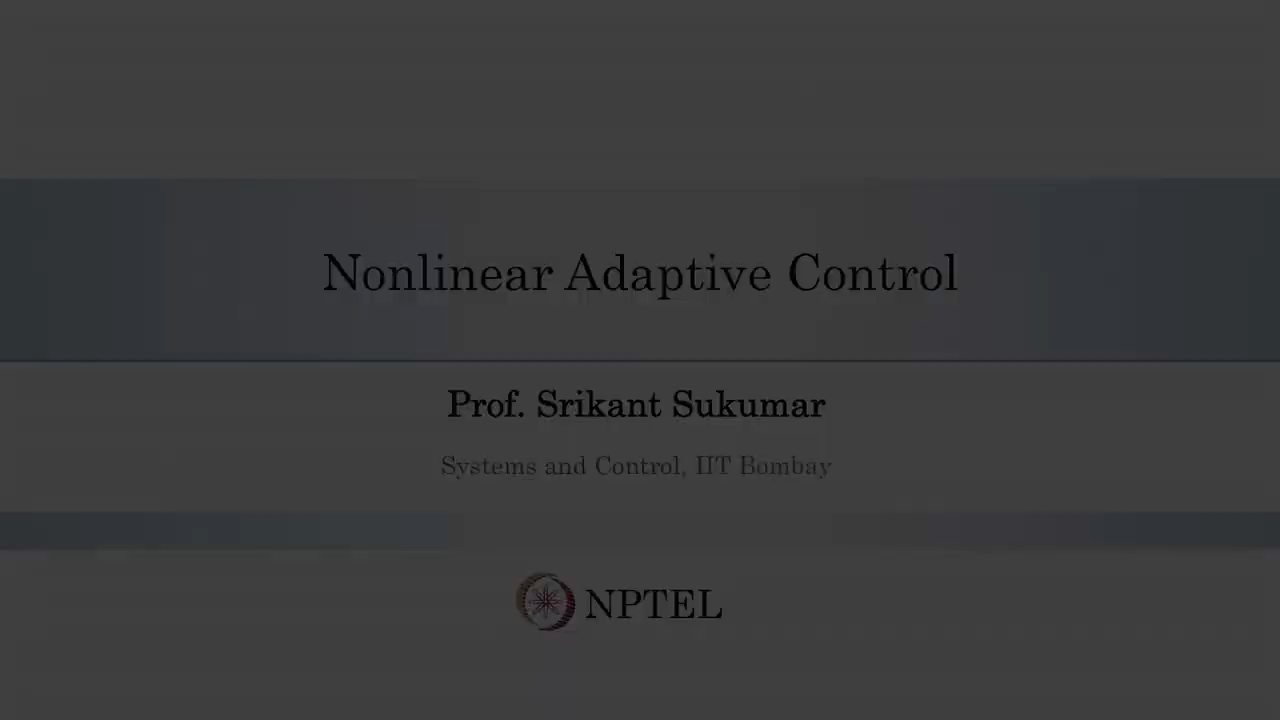 Nonlinear Adaptive Control
Prof. Srikant Sukumar
Systems and Control, IIT Bombay
NPTEL